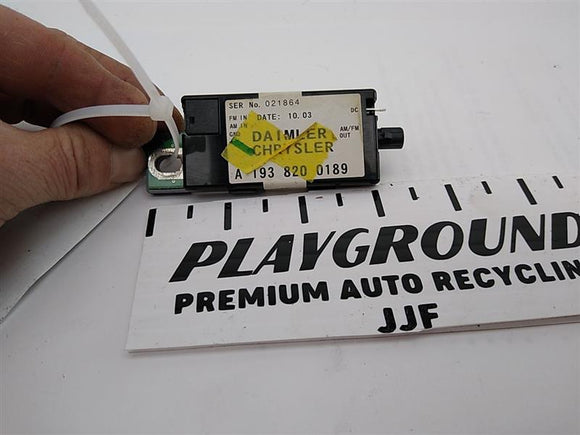 SER No. 021864
FM IN DATE: 10.03 DC
AM IN AM/FM
GND DAIMLER OUT
CHRYSLER
A 193 820 0189
PLAYGROUND
PREMIUM AUTO RECYCLIN
JJF